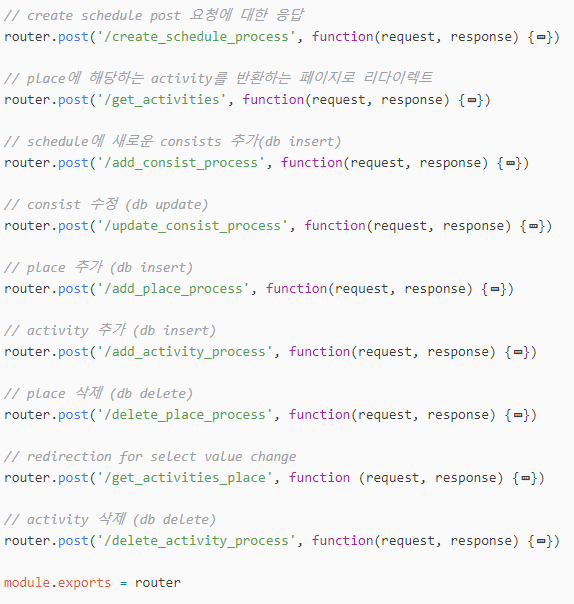 // create schedule post 요청에 대한 응답
router.post('/create_schedule_process', function(request, response) {⋯})
// place에 해당하는 activity를 반환하는 페이지로 리다이렉트
router.post('/get_activities', function(request, response) {⋯})
// schedule에 새로운 consists 추가(db insert)
router.post('/add_consist_process', function(request, response) {⋯})
// consist 수정 (db update)
router.post('/update_consist_process', function(request, response) {⋯})
// place 추가 (db insert)
router.post('/add_place_process', function(request, response) {⋯})
// activity 추가 (db insert)
router.post('/add_activity_process', function(request, response) {⋯})
// place 삭제 (db delete)
router.post('/delete_place_process', function(request, response) {⋯})
// redirection for select value change
router.post('/get_activities_place', function (request, response) {⋯})
// activity 삭제 (db delete)
router.post('/delete_activity_process', function(request, response) {⋯})
module.exports = router